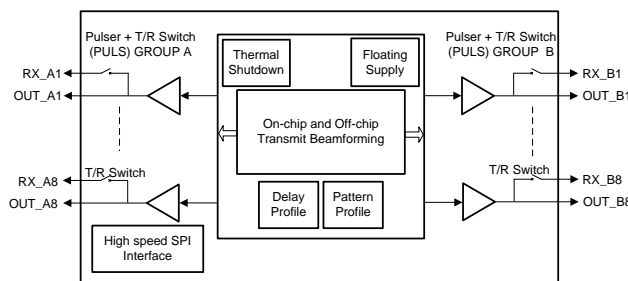 Pulser + T/R Switch
(PULS) GROUP A
RX_A1
OUT_A1
T/R Switch
RX_A8
OUT_A8
High speed SPI
Interface
Thermal
Shutdown
Floating
Supply
On-chip and Off-chip
Transmit Beamforming
Delay
Profile
Pattern
Profile
Pulser + T/R Switch
(PULS) GROUP B
RX_B1
OUT_B1
T/R Switch
RX_B8
OUT_B8